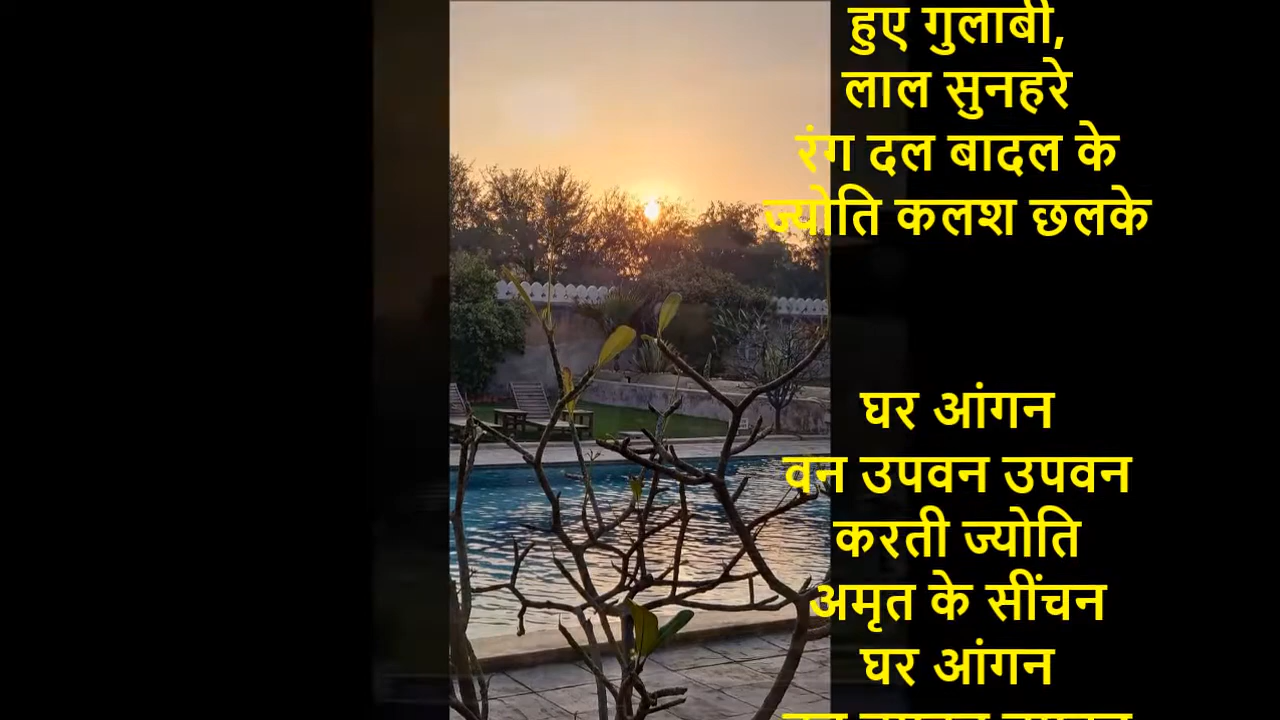 हुए गुलाबी,
लाल सुनहरे
रंग दल बादल के
ज्योति कलश छलके
घर आंगन
वन उपवन उपवन
करती ज्योति
अमृत के सींचन
घर आंगन